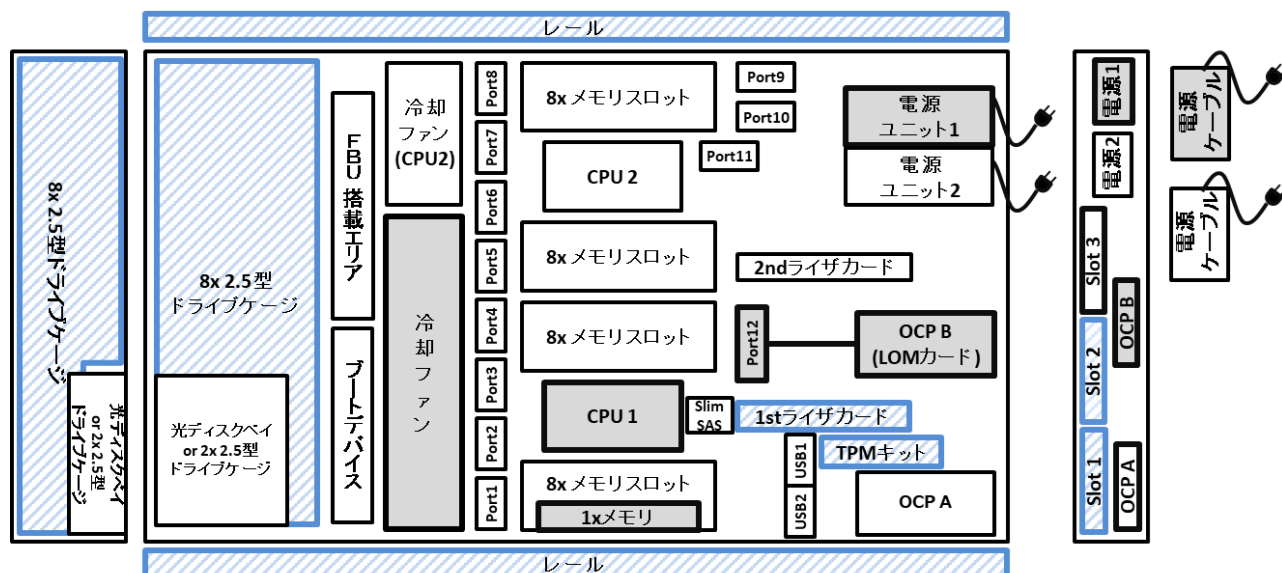 レール
8x 2.5型ドライブケージ
光ディスクベイ
or 2x 2.5型
ドライブケージ
8x 2.5型
ドライブケージ
光ディスクベイ
or 2x 2.5型
ドライブケージ
FBU 搭載エリア
ブートデバイス
冷却
ファン
(CPU2)
冷却ファン
Port8
Port7
Port6
Port5
Port4
Port3
Port2
Port1
8x メモリスロット
CPU 2
8x メモリスロット
8x メモリスロット
CPU 1
8x メモリスロット
1xメモリ
Port9
Port10
Port11
2ndライザカード
Port12
Slim
SAS
1stライザカード
USB1
USB2
TPMキット
電源
ユニット1
電源
ユニット2
OCP B
(LOMカード)
OCP A
電源1
電源2
Slot 3
OCP B
Slot 2
Slot 1
OCP A
電源
ケーブル
電源
ケーブル
レール